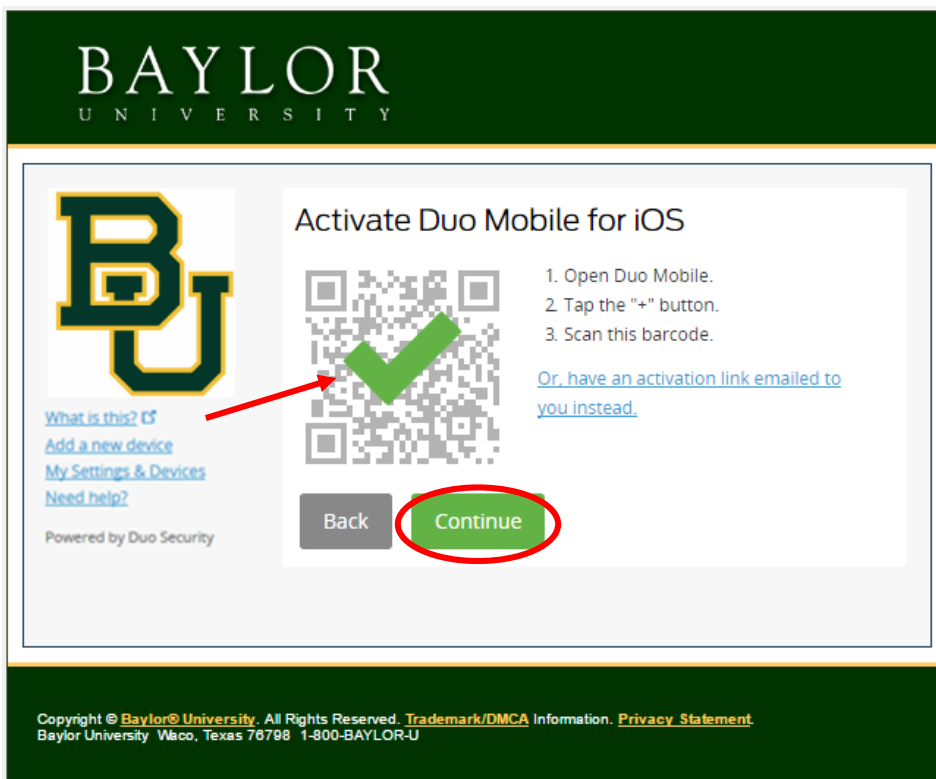 BAYLOR
UNIVERSITY
BU
What is this?
Add a new device
My Settings & Devices
Need help?
Powered by Duo Security
Activate Duo Mobile for iOS
1. Open Duo Mobile.
2. Tap the "+" button.
3. Scan this barcode.
Or, have an activation link emailed to
you instead.
Back
Continue
Copyright © Baylor® University. All Rights Reserved. Trademark/DMCA Information. Privacy Statement.
Baylor University Waco, Texas 76798 1-800-BAYLOR-U